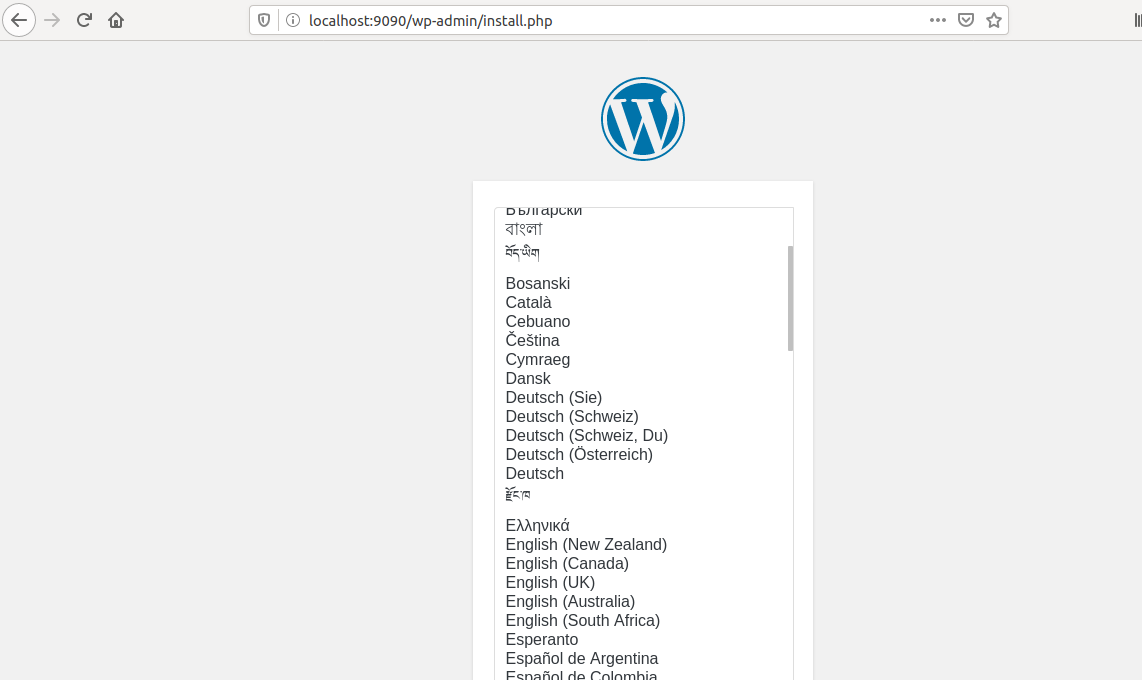 localhost:9090/wp-admin/install.php
Български
বাংলা
བོད་ཡིག
Bosanski
Català
Cebuano
Čeština
Cymraeg
Dansk
Deutsch (Sie)
Deutsch (Schweiz)
Deutsch (Schweiz, Du)
Deutsch (Österreich)
Deutsch
རྫོང་ཁ
Ελληνικά
English (New Zealand)
English (Canada)
English (UK)
English (Australia)
English (South Africa)
Esperanto
Español de Argentina
Español de Colombia